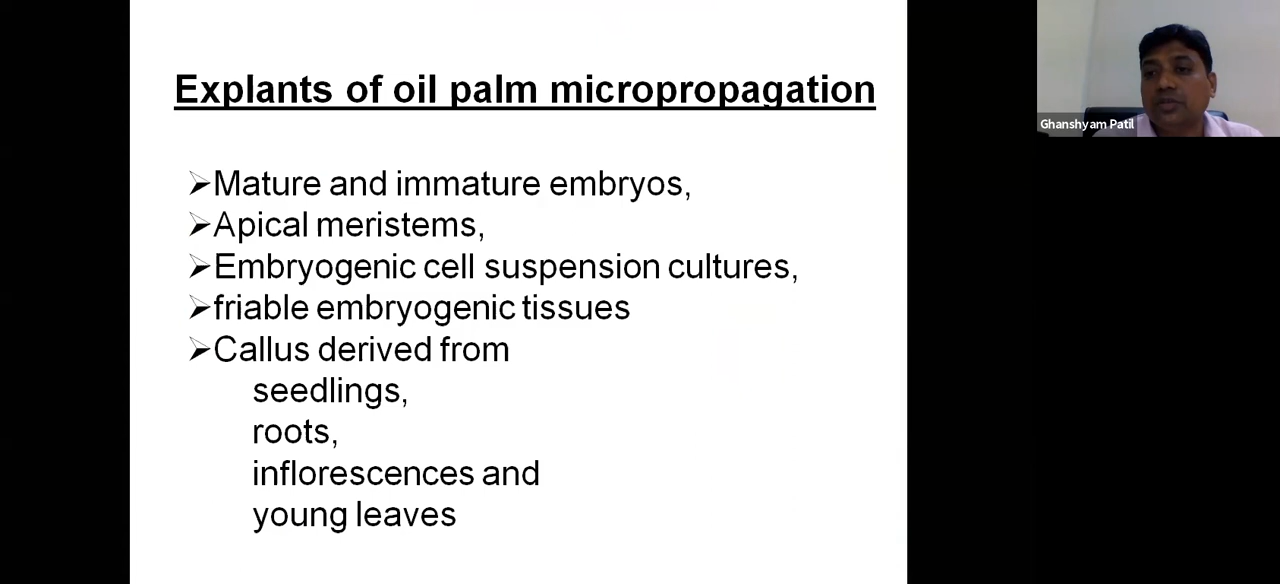 Explants of oil palm micropropagation
➢Mature and immature embryos,
➢Apical meristems,
➢Embryogenic cell suspension cultures,
➢friable embryogenic tissues
➢Callus derived from
seedlings,
roots,
inflorescences and
young leaves
Ghanshyam Patil